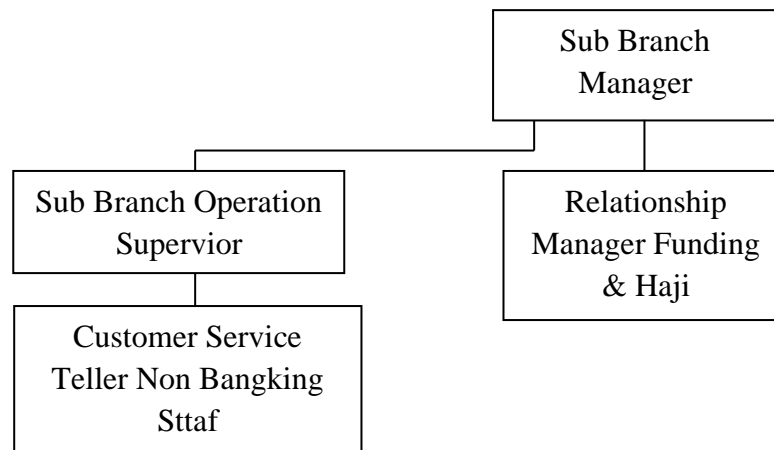 Sub Branch
Manager
Sub Branch Operation
Supervior
Relationship
Manager Funding
& Haji
Customer Service
Teller Non Bangking
Sttaf